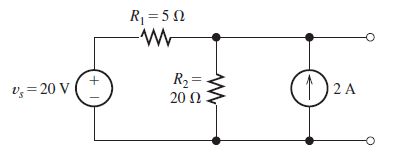 R₁ = 5 Ω
vₛ = 20 V
+
−
R₂ =
20 Ω
2 A